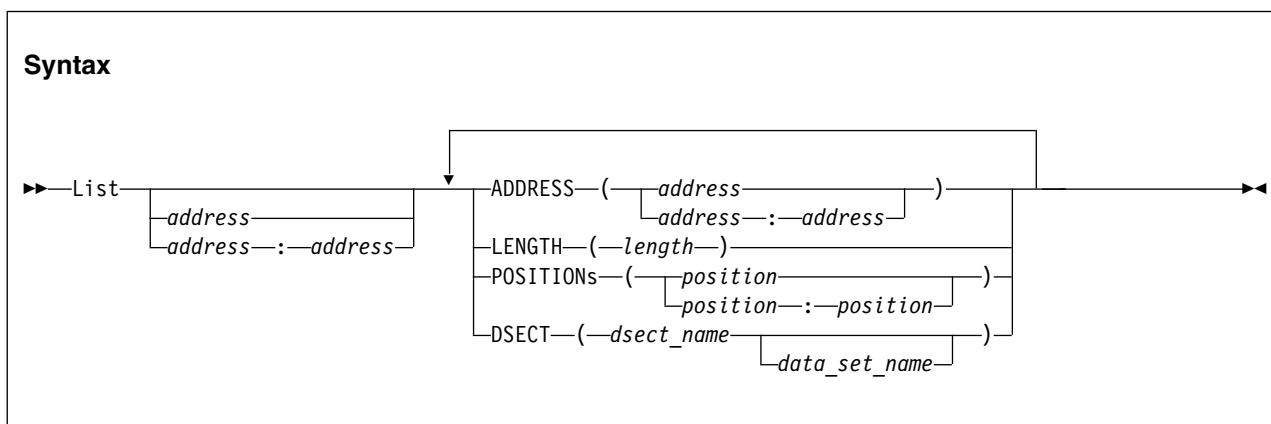 Syntax
List ADDRESS ( address )
address address : address
address : address LENGTH ( length )
POSITIONs ( position )
position : position
DSECT ( dsect_name )
data_set_name